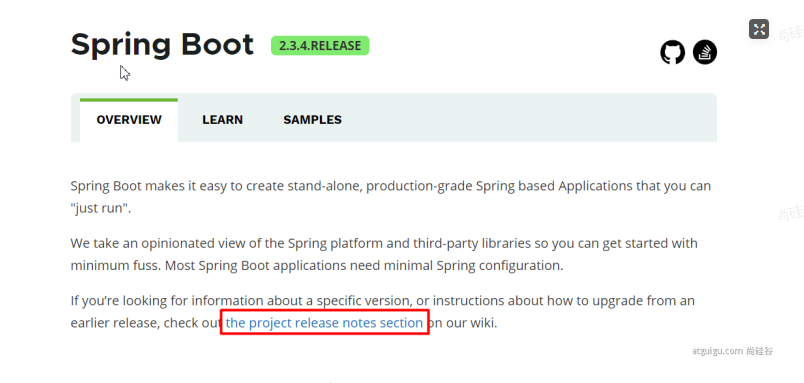 Spring Boot 2.3.4.RELEASE
OVERVIEW LEARN SAMPLES
Spring Boot makes it easy to create stand-alone, production-grade Spring based Applications that you can
"just run".
We take an opinionated view of the Spring platform and third-party libraries so you can get started with
minimum fuss. Most Spring Boot applications need minimal Spring configuration.
If you’re looking for information about a specific version, or instructions about how to upgrade from an
earlier release, check out the project release notes section on our wiki.
atguigu.com 尚硅谷
尚硅
尚硅